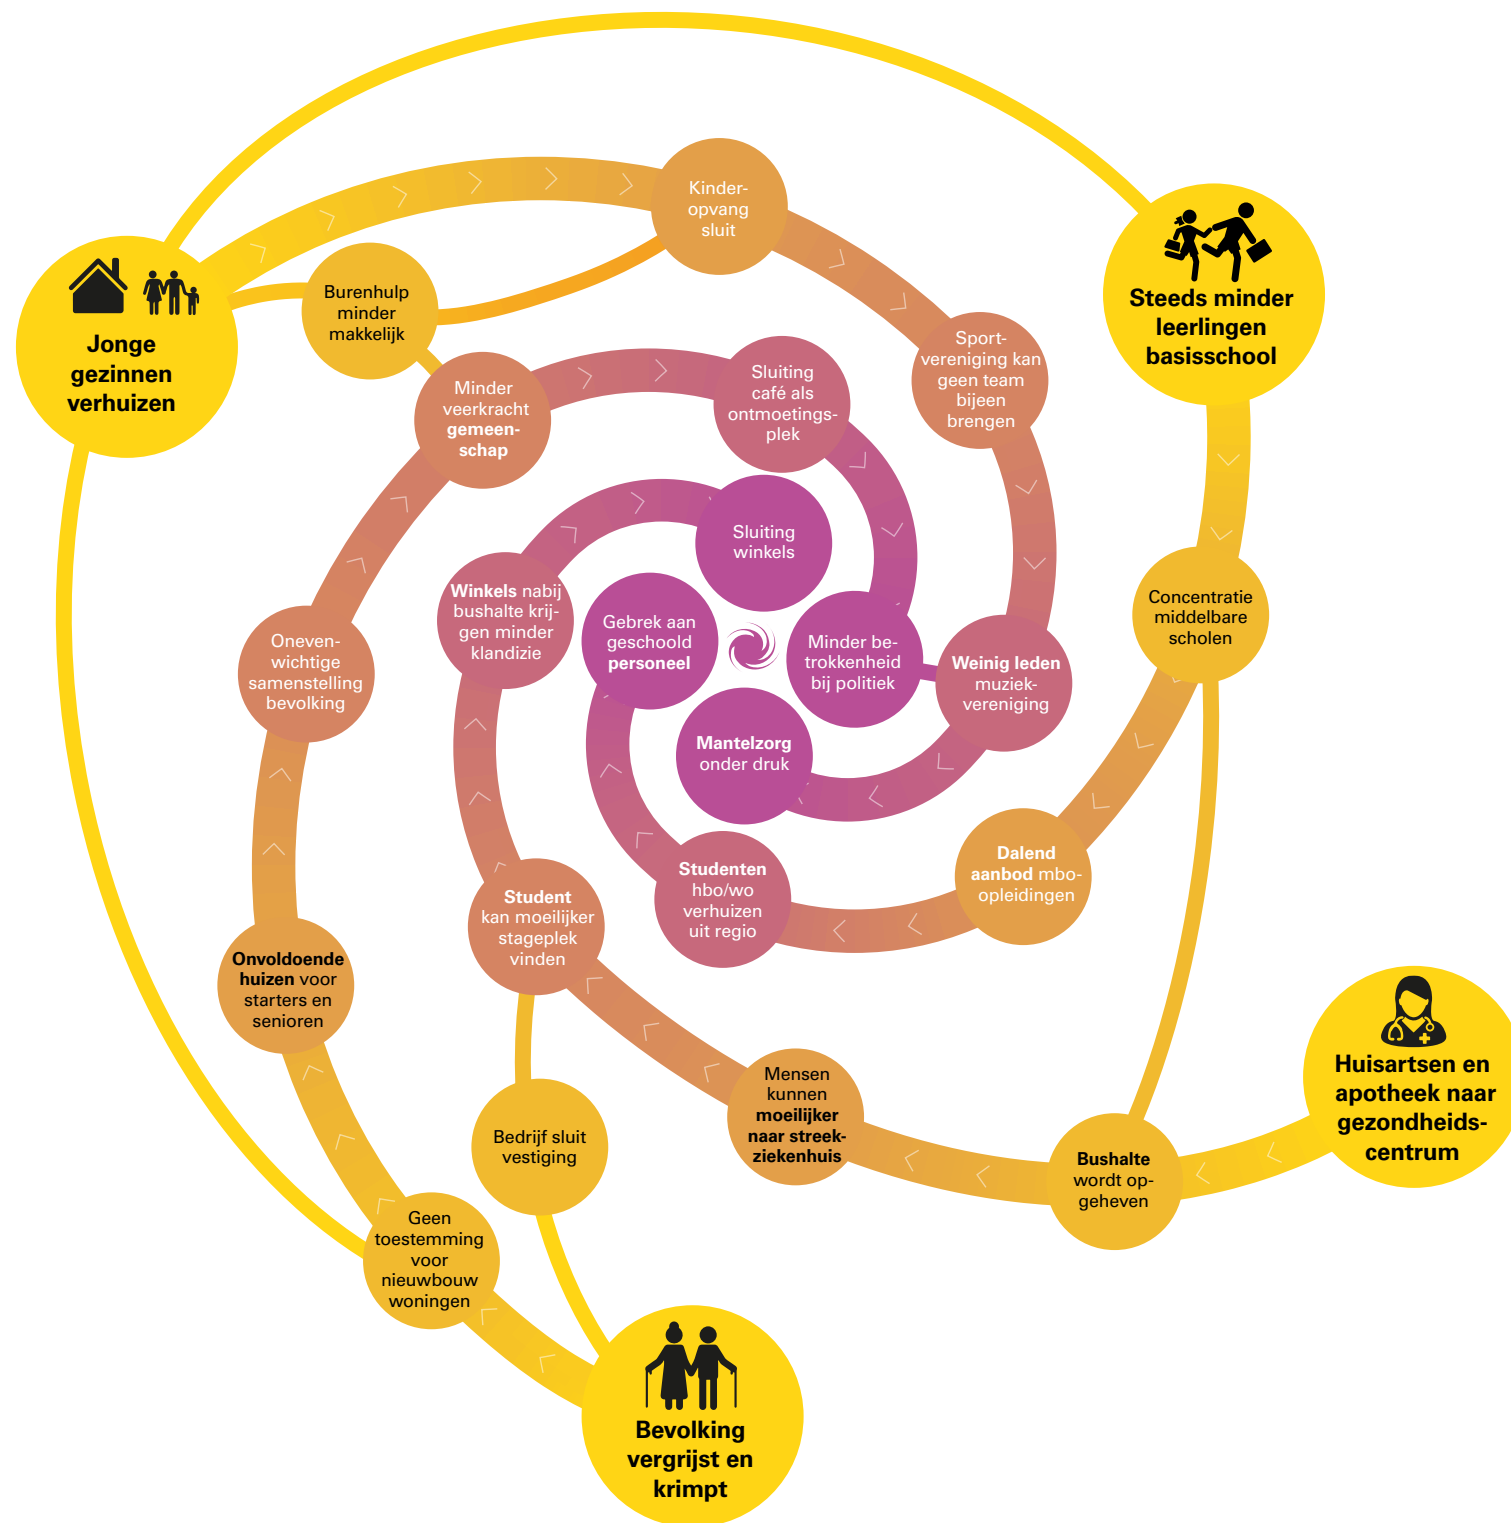 Kinder-
opvang
sluit
Burenhulp
minder
makkelijk
Steeds minder
leerlingen
basisschool
Jonge
gezinnen
verhuizen
Sport-
vereniging kan
geen team
bijeen
brengen
Minder
veerkracht
gemeen-
schap
Sluiting
café als
ontmoetings-
plek
Sluiting
winkels
Winkels nabij
bushalte krij-
gen minder
klandizie
Gebrek aan
geschoold
personeel
Minder be-
trokkenheid
bij politiek
Weinig leden
muziek-
vereniging
Concentratie
middelbare
scholen
Oneven-
wichtige
samenstelling
bevolking
Mantelzorg
onder druk
Dalend
aanbod mbo-
opleidingen
Studenten
hbo/wo
verhuizen
uit regio
Student
kan moeilijker
stageplek
vinden
Onvoldoende
huizen voor
starters en
senioren
Huisartsen en
apotheek naar
gezondheids-
centrum
Mensen
kunnen
moeilijker
naar streek-
ziekenhuis
Bushalte
wordt op-
geheven
Bedrijf sluit
vestiging
Geen
toestemming
voor
nieuwbouw
woningen
Bevolking
vergrijst en
krimpt